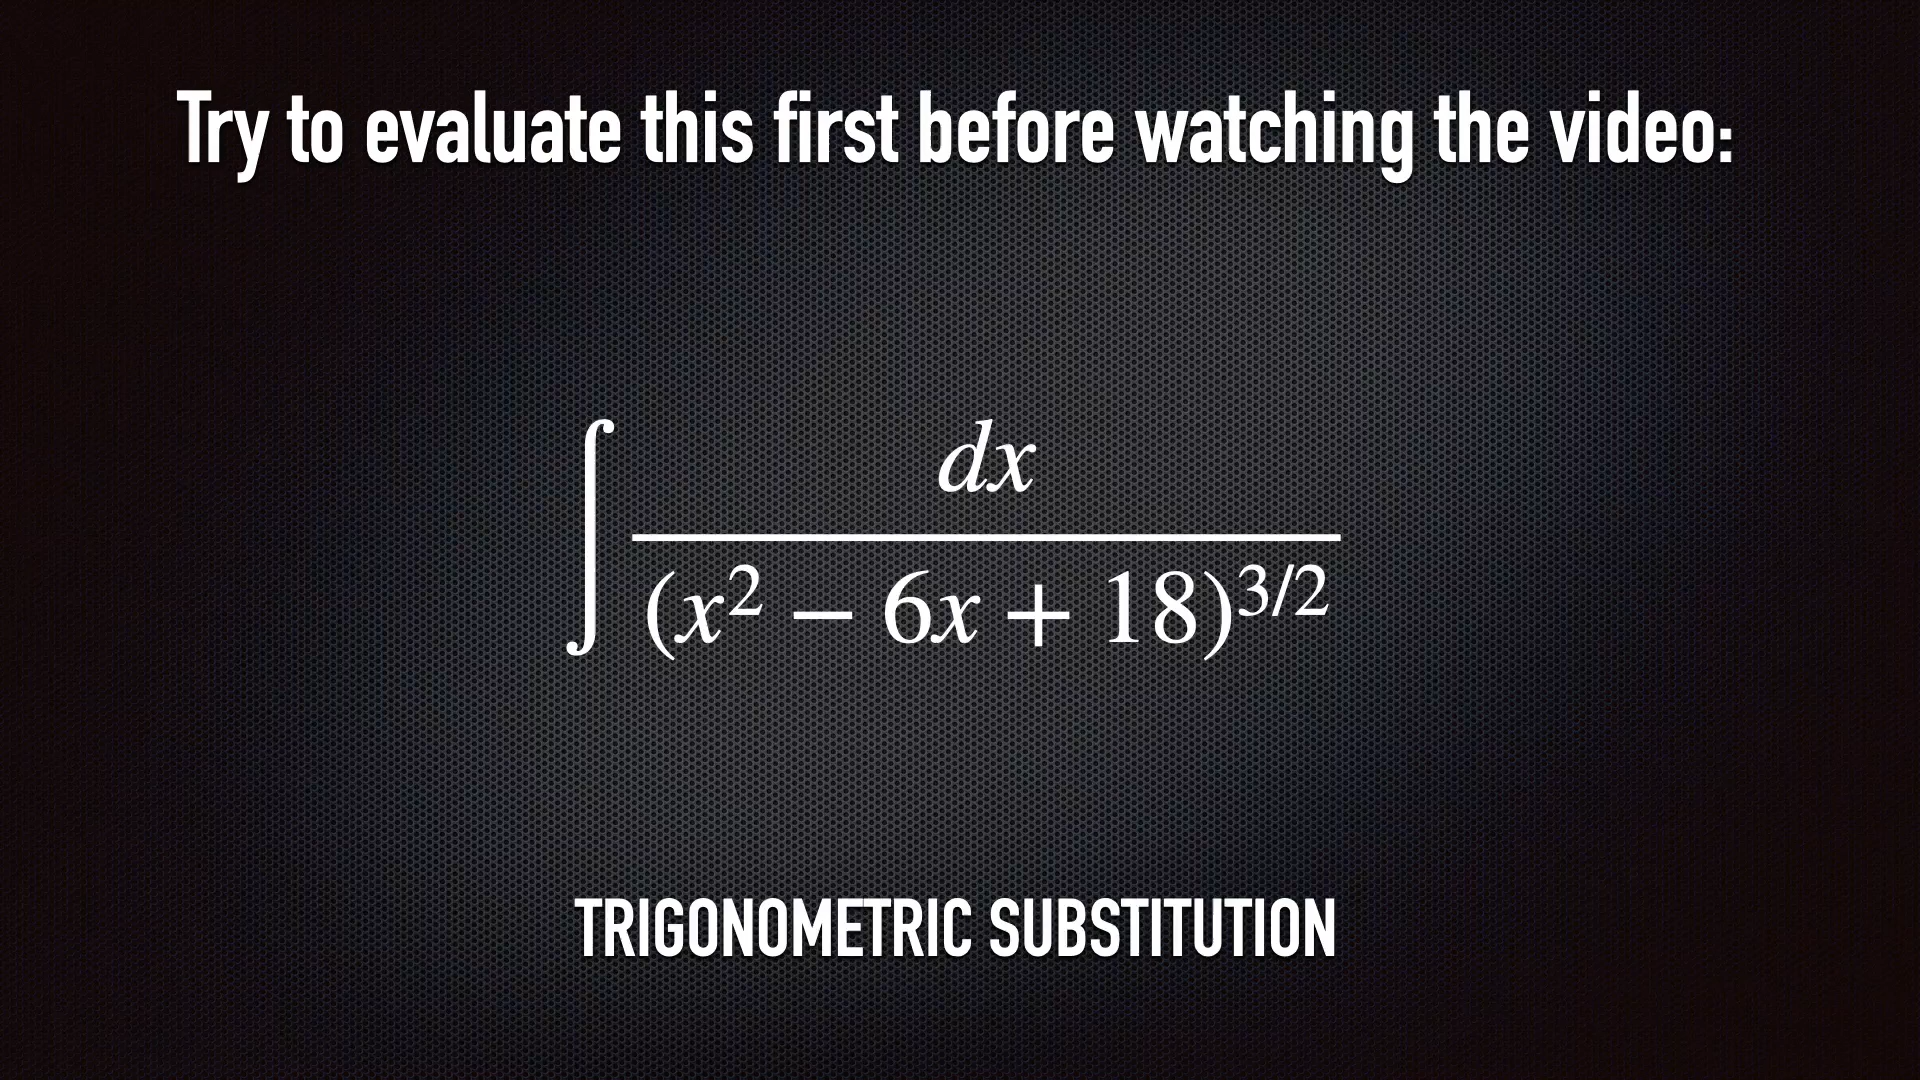 Try to evaluate this first before watching the video:
∫ dx / (x² − 6x + 18)^{3/2}
TRIGONOMETRIC SUBSTITUTION